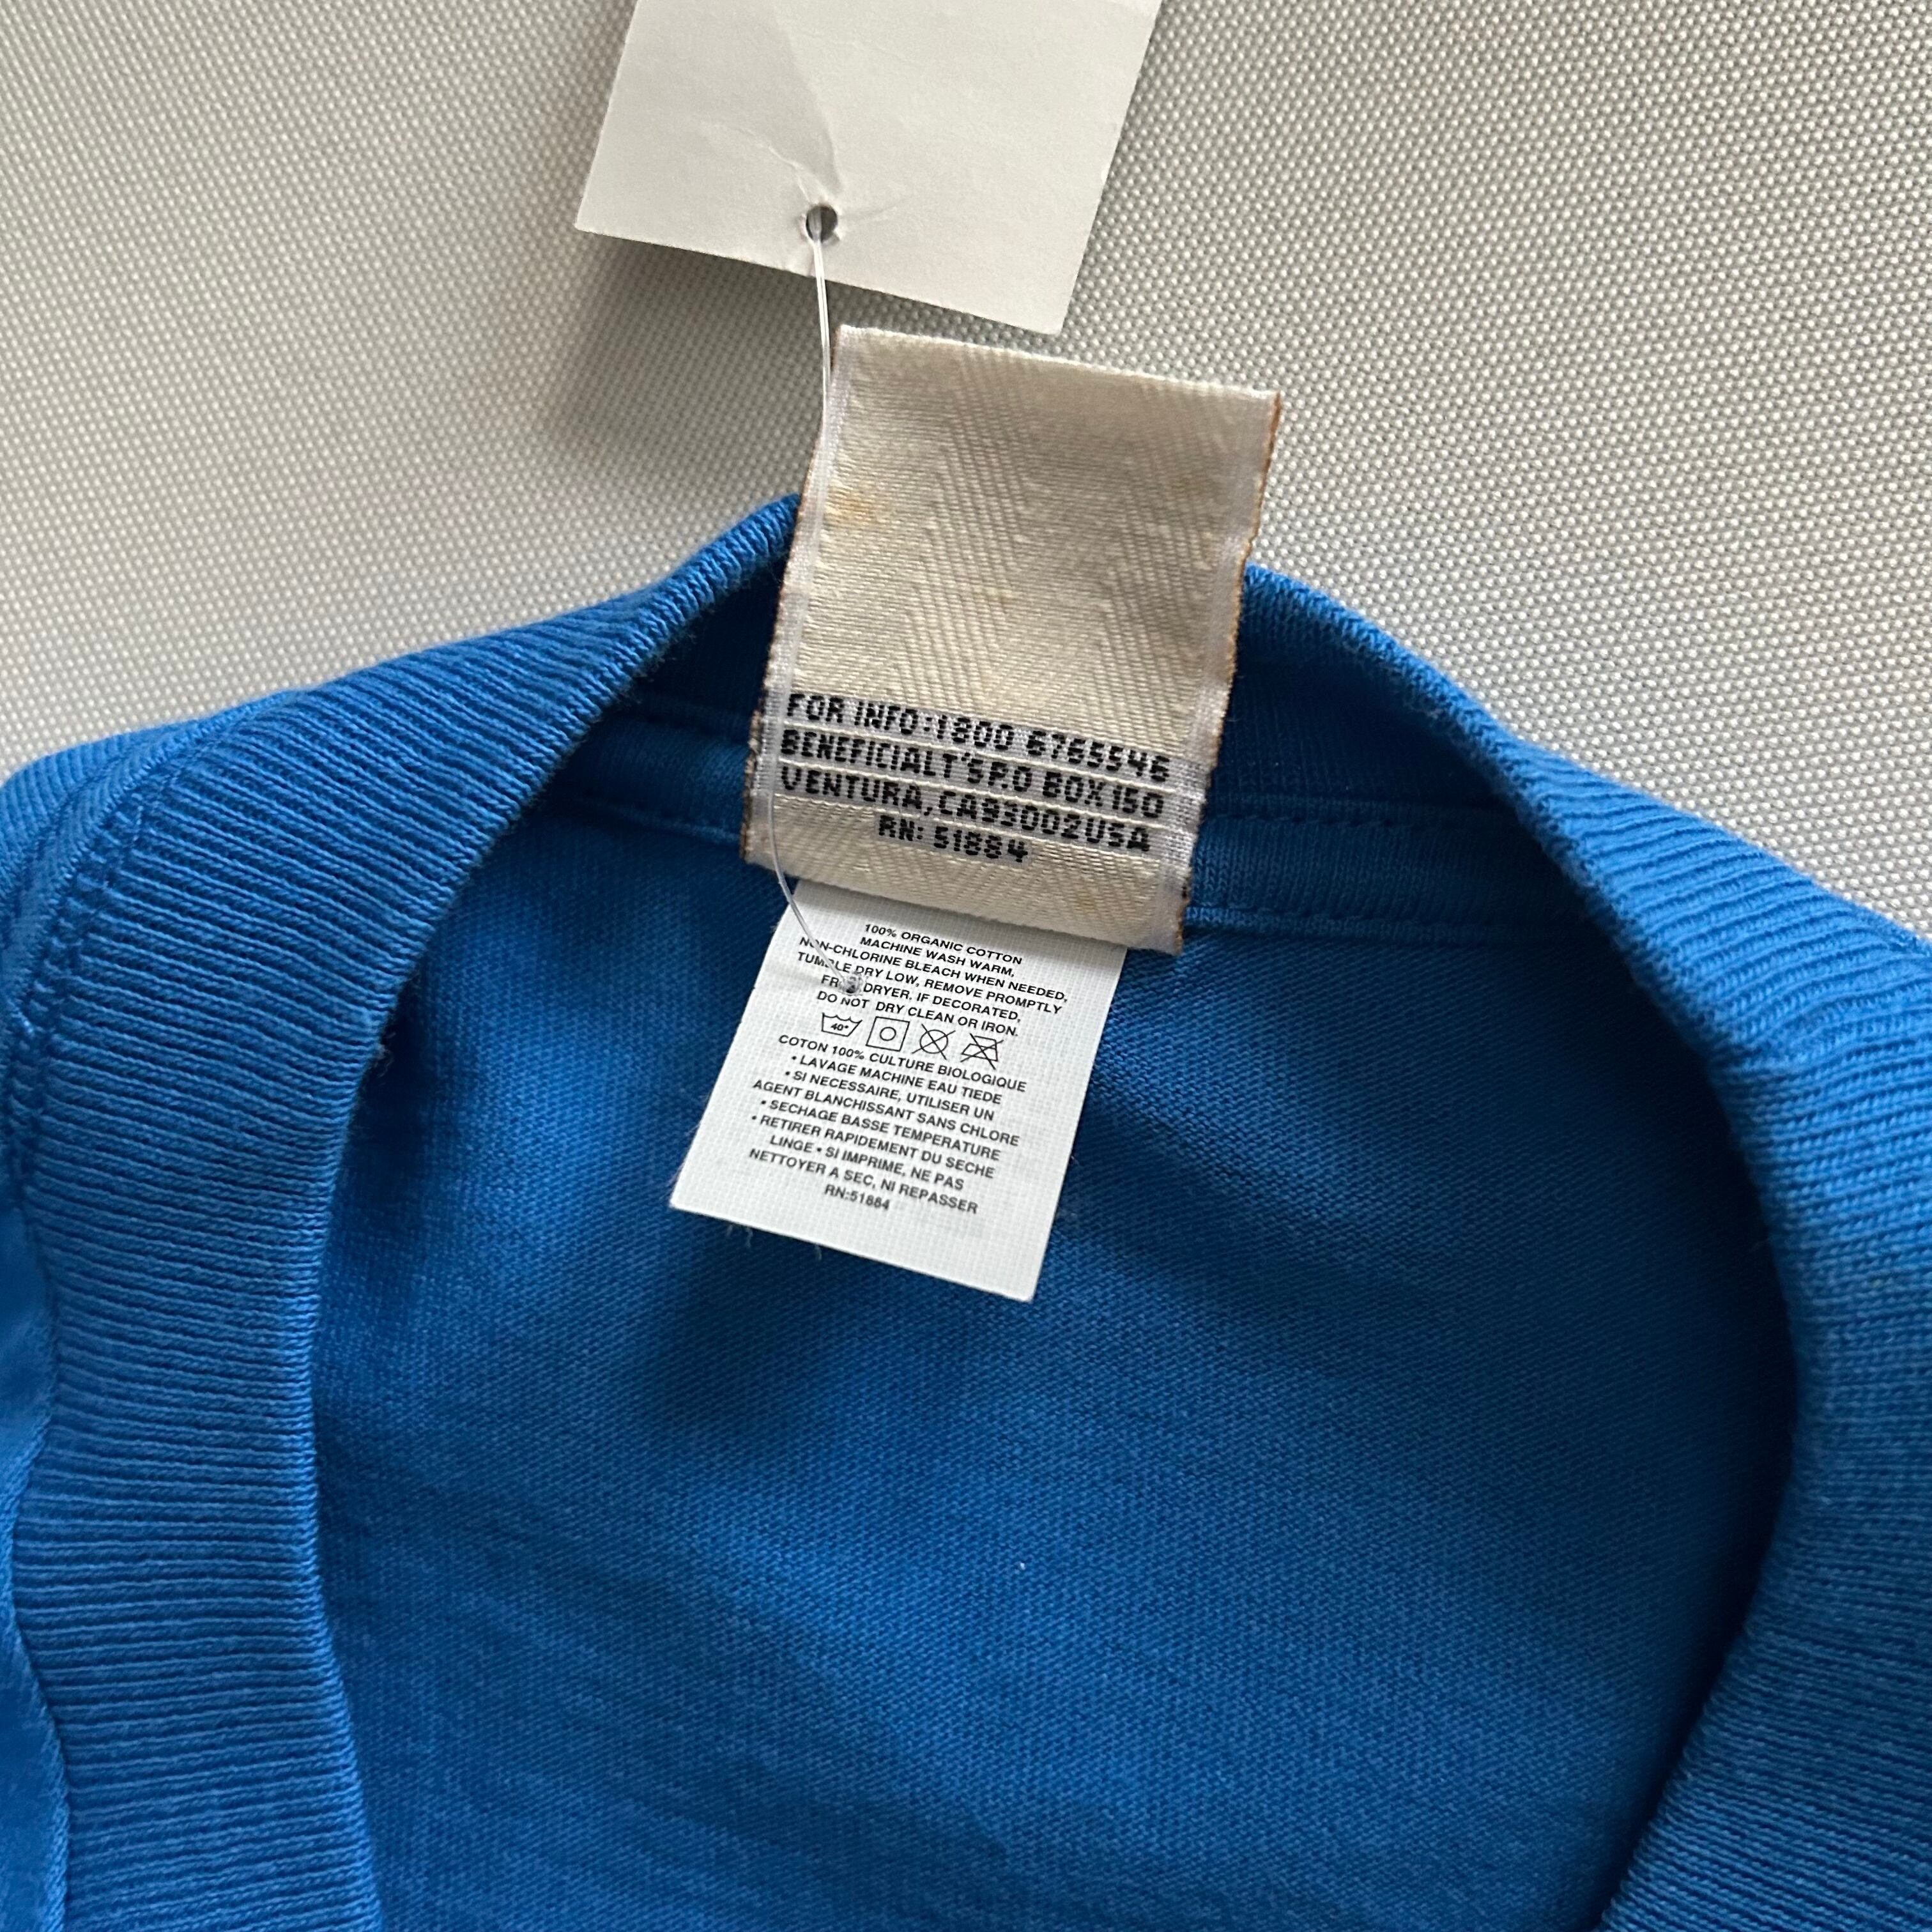 FOR INFO:1800 6765546
BENEFICIALT'S P.O BOX 150
VENTURA, CA93002USA
RN: 51884
100% ORGANIC COTTON
MACHINE WASH WARM,
NON-CHLORINE BLEACH WHEN NEEDED,
TUMBLE DRY LOW, REMOVE PROMPTLY
DRYER, IF DECORATED,
DO NOT DRY CLEAN OR IRON.
40°
COTON 100% CULTURE BIOLOGIQUE
• LAVAGE MACHINE EAU TIEDE
• SI NECESSAIRE, UTILISER UN
AGENT BLANCHISSANT SANS CHLORE
• SECHAGE BASSE TEMPERATURE
• RETIRER RAPIDEMENT DU SECHE
LINGE • SI IMPRIME, NE PAS
NETTOYER A SEC, NI REPASSER
RN:51884